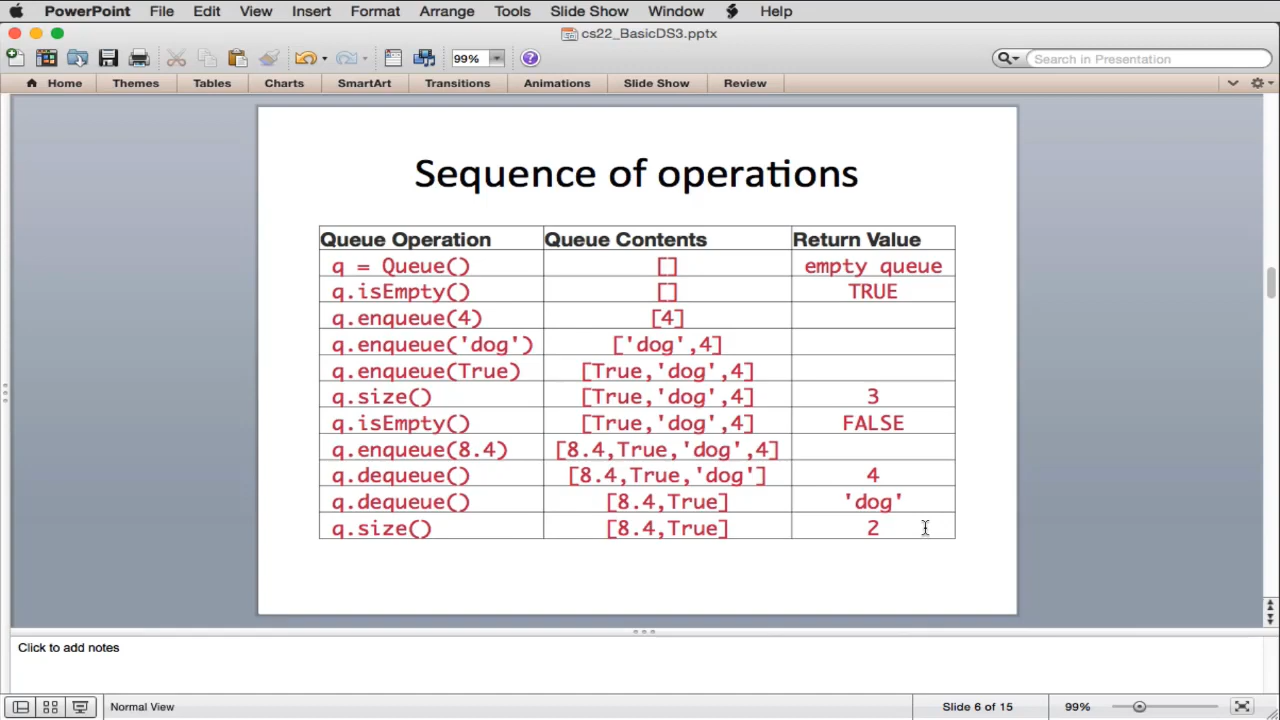 PowerPoint File Edit View Insert Format Arrange Tools Slide Show Window Help
cs22_BasicDS3.pptx
99% ? Search in Presentation
Home Themes Tables Charts SmartArt Transitions Animations Slide Show Review
Sequence of operations
Queue Operation Queue Contents Return Value
q = Queue() [] empty queue
q.isEmpty() [] TRUE
q.enqueue(4) [4]
q.enqueue('dog') ['dog',4]
q.enqueue(True) [True,'dog',4]
q.size() [True,'dog',4] 3
q.isEmpty() [True,'dog',4] FALSE
q.enqueue(8.4) [8.4,True,'dog',4]
q.dequeue() [8.4,True,'dog'] 4
q.dequeue() [8.4,True] 'dog'
q.size() [8.4,True] 2
Click to add notes
Normal View Slide 6 of 15 99%